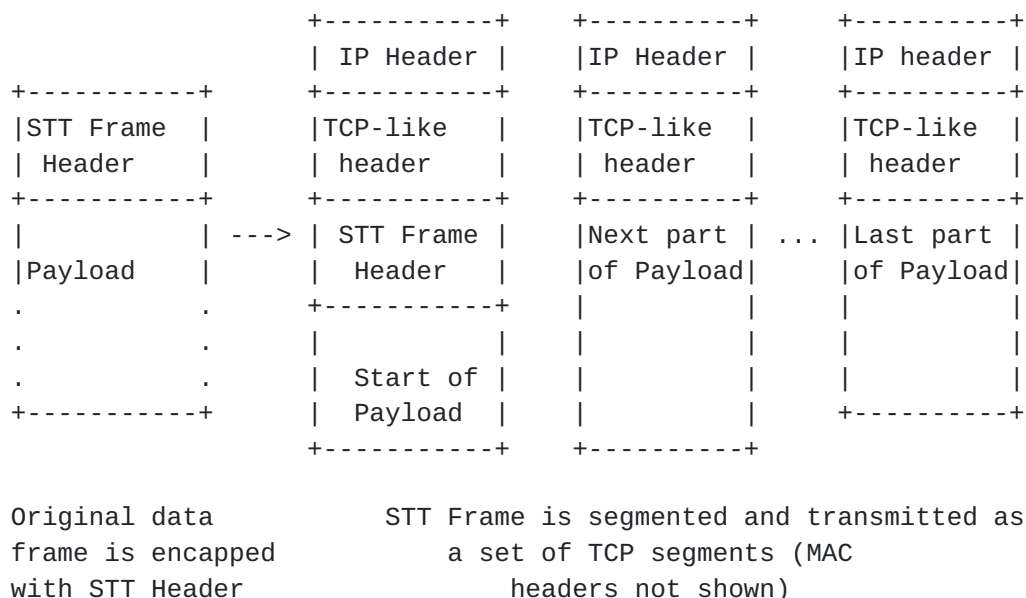 +-----------+    +----------+     +----------+
                       | IP Header |    |IP Header |     |IP header |
+-----------+          +-----------+    +----------+     +----------+
|STT Frame  |          |TCP-like   |    |TCP-like  |     |TCP-like  |
| Header    |          | header    |    | header   |     | header   |
+-----------+          +-----------+    +----------+     +----------+
|           | --->     | STT Frame |    |Next part | ... |Last part |
|Payload    |          |  Header   |    |of Payload|     |of Payload|
.           .          +-----------+    |          |     |          |
.           .          |           |    |          |     |          |
.           .          |  Start of |    |          |     |          |
+-----------+          |  Payload  |    |          |     +----------+
                       +-----------+    +----------+

Original data         STT Frame is segmented and transmitted as
frame is encapped         a set of TCP segments (MAC
with STT Header               headers not shown)